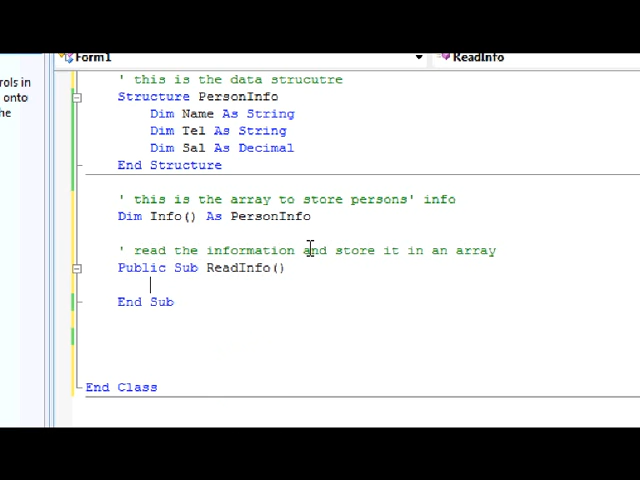 Form1
ReadInfo
rols in
onto
he
' this is the data strucutre
Structure PersonInfo
Dim Name As String
Dim Tel As String
Dim Sal As Decimal
End Structure
' this is the array to store persons' info
Dim Info() As PersonInfo
' read the information and store it in an array
Public Sub ReadInfo()
End Sub
End Class